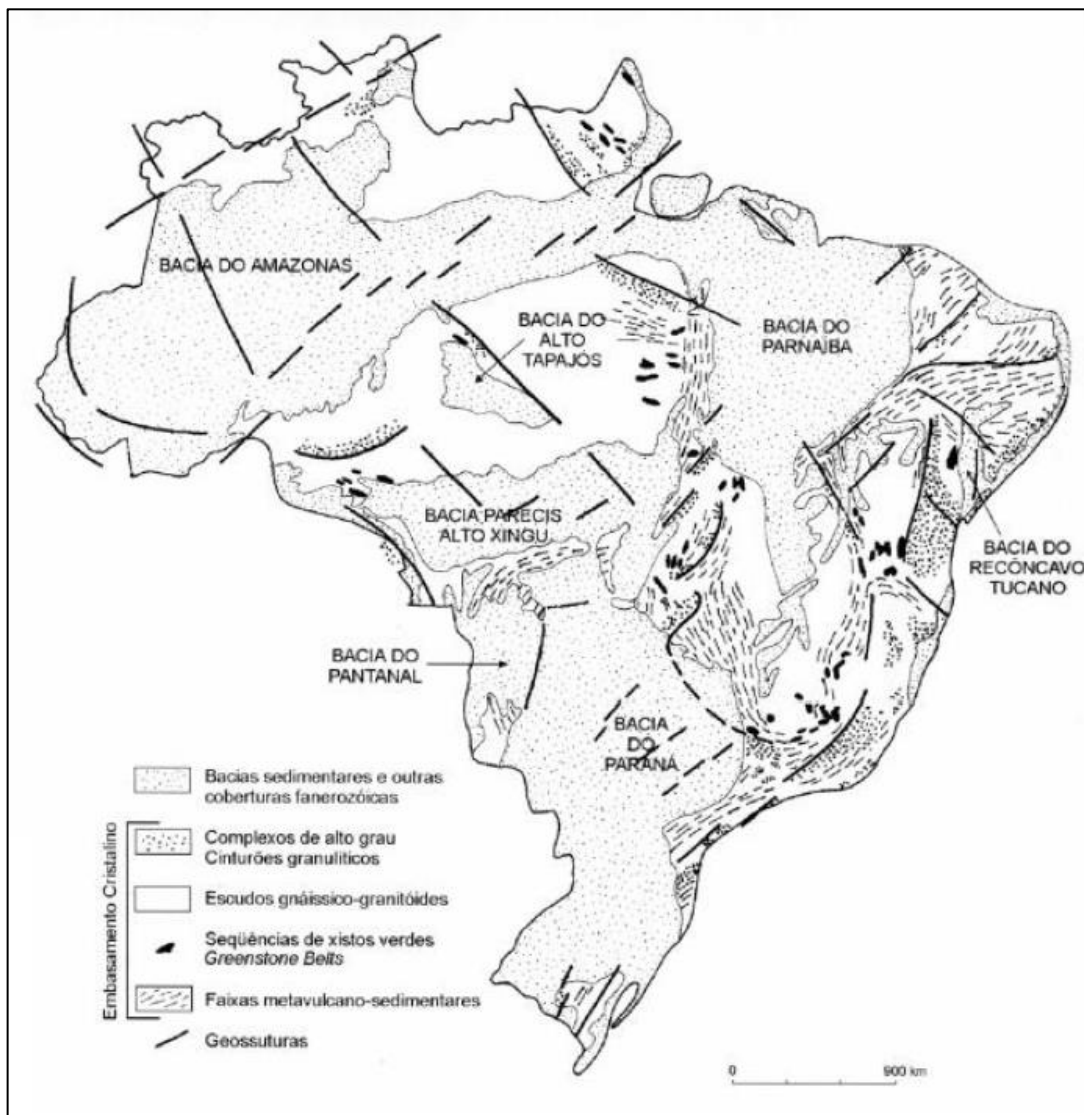 BACIA DO AMAZONAS
BACIA DO
ALTO
TAPAJÓS
BACIA DO
PARNAIBA
BACIA PARECIS
ALTO XINGU
BACIA DO
RECÔNCAVO
TUCANO
BACIA DO
PANTANAL
BACIA
DO
PARANÁ
Embasamento Cristalino
Bacias sedimentares e outras
coberturas fanerozóicas
Complexos de alto grau
Cinturões granulíticos
Escudos gnáissico-granitóides
Seqüências de xistos verdes
Greenstone Belts
Faixas metavulcano-sedimentares
Geossuturas
0 900 km